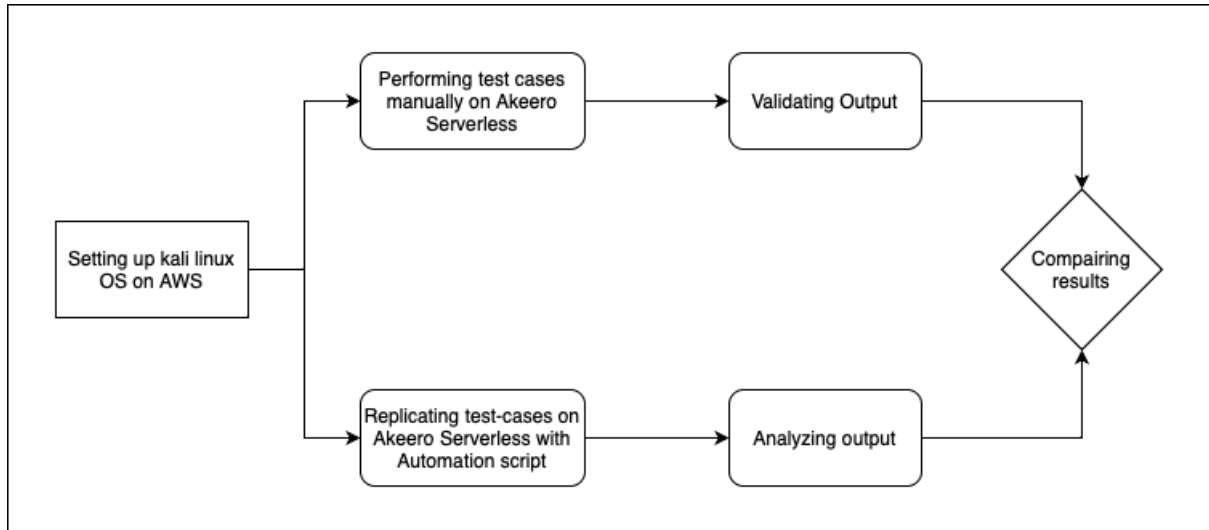 Performing test cases
manually on Akeero
Serverless
Validating Output
Setting up kali linux
OS on AWS
Compairing
results
Replicating test-cases on
Akeero Serverless with
Automation script
Analyzing output